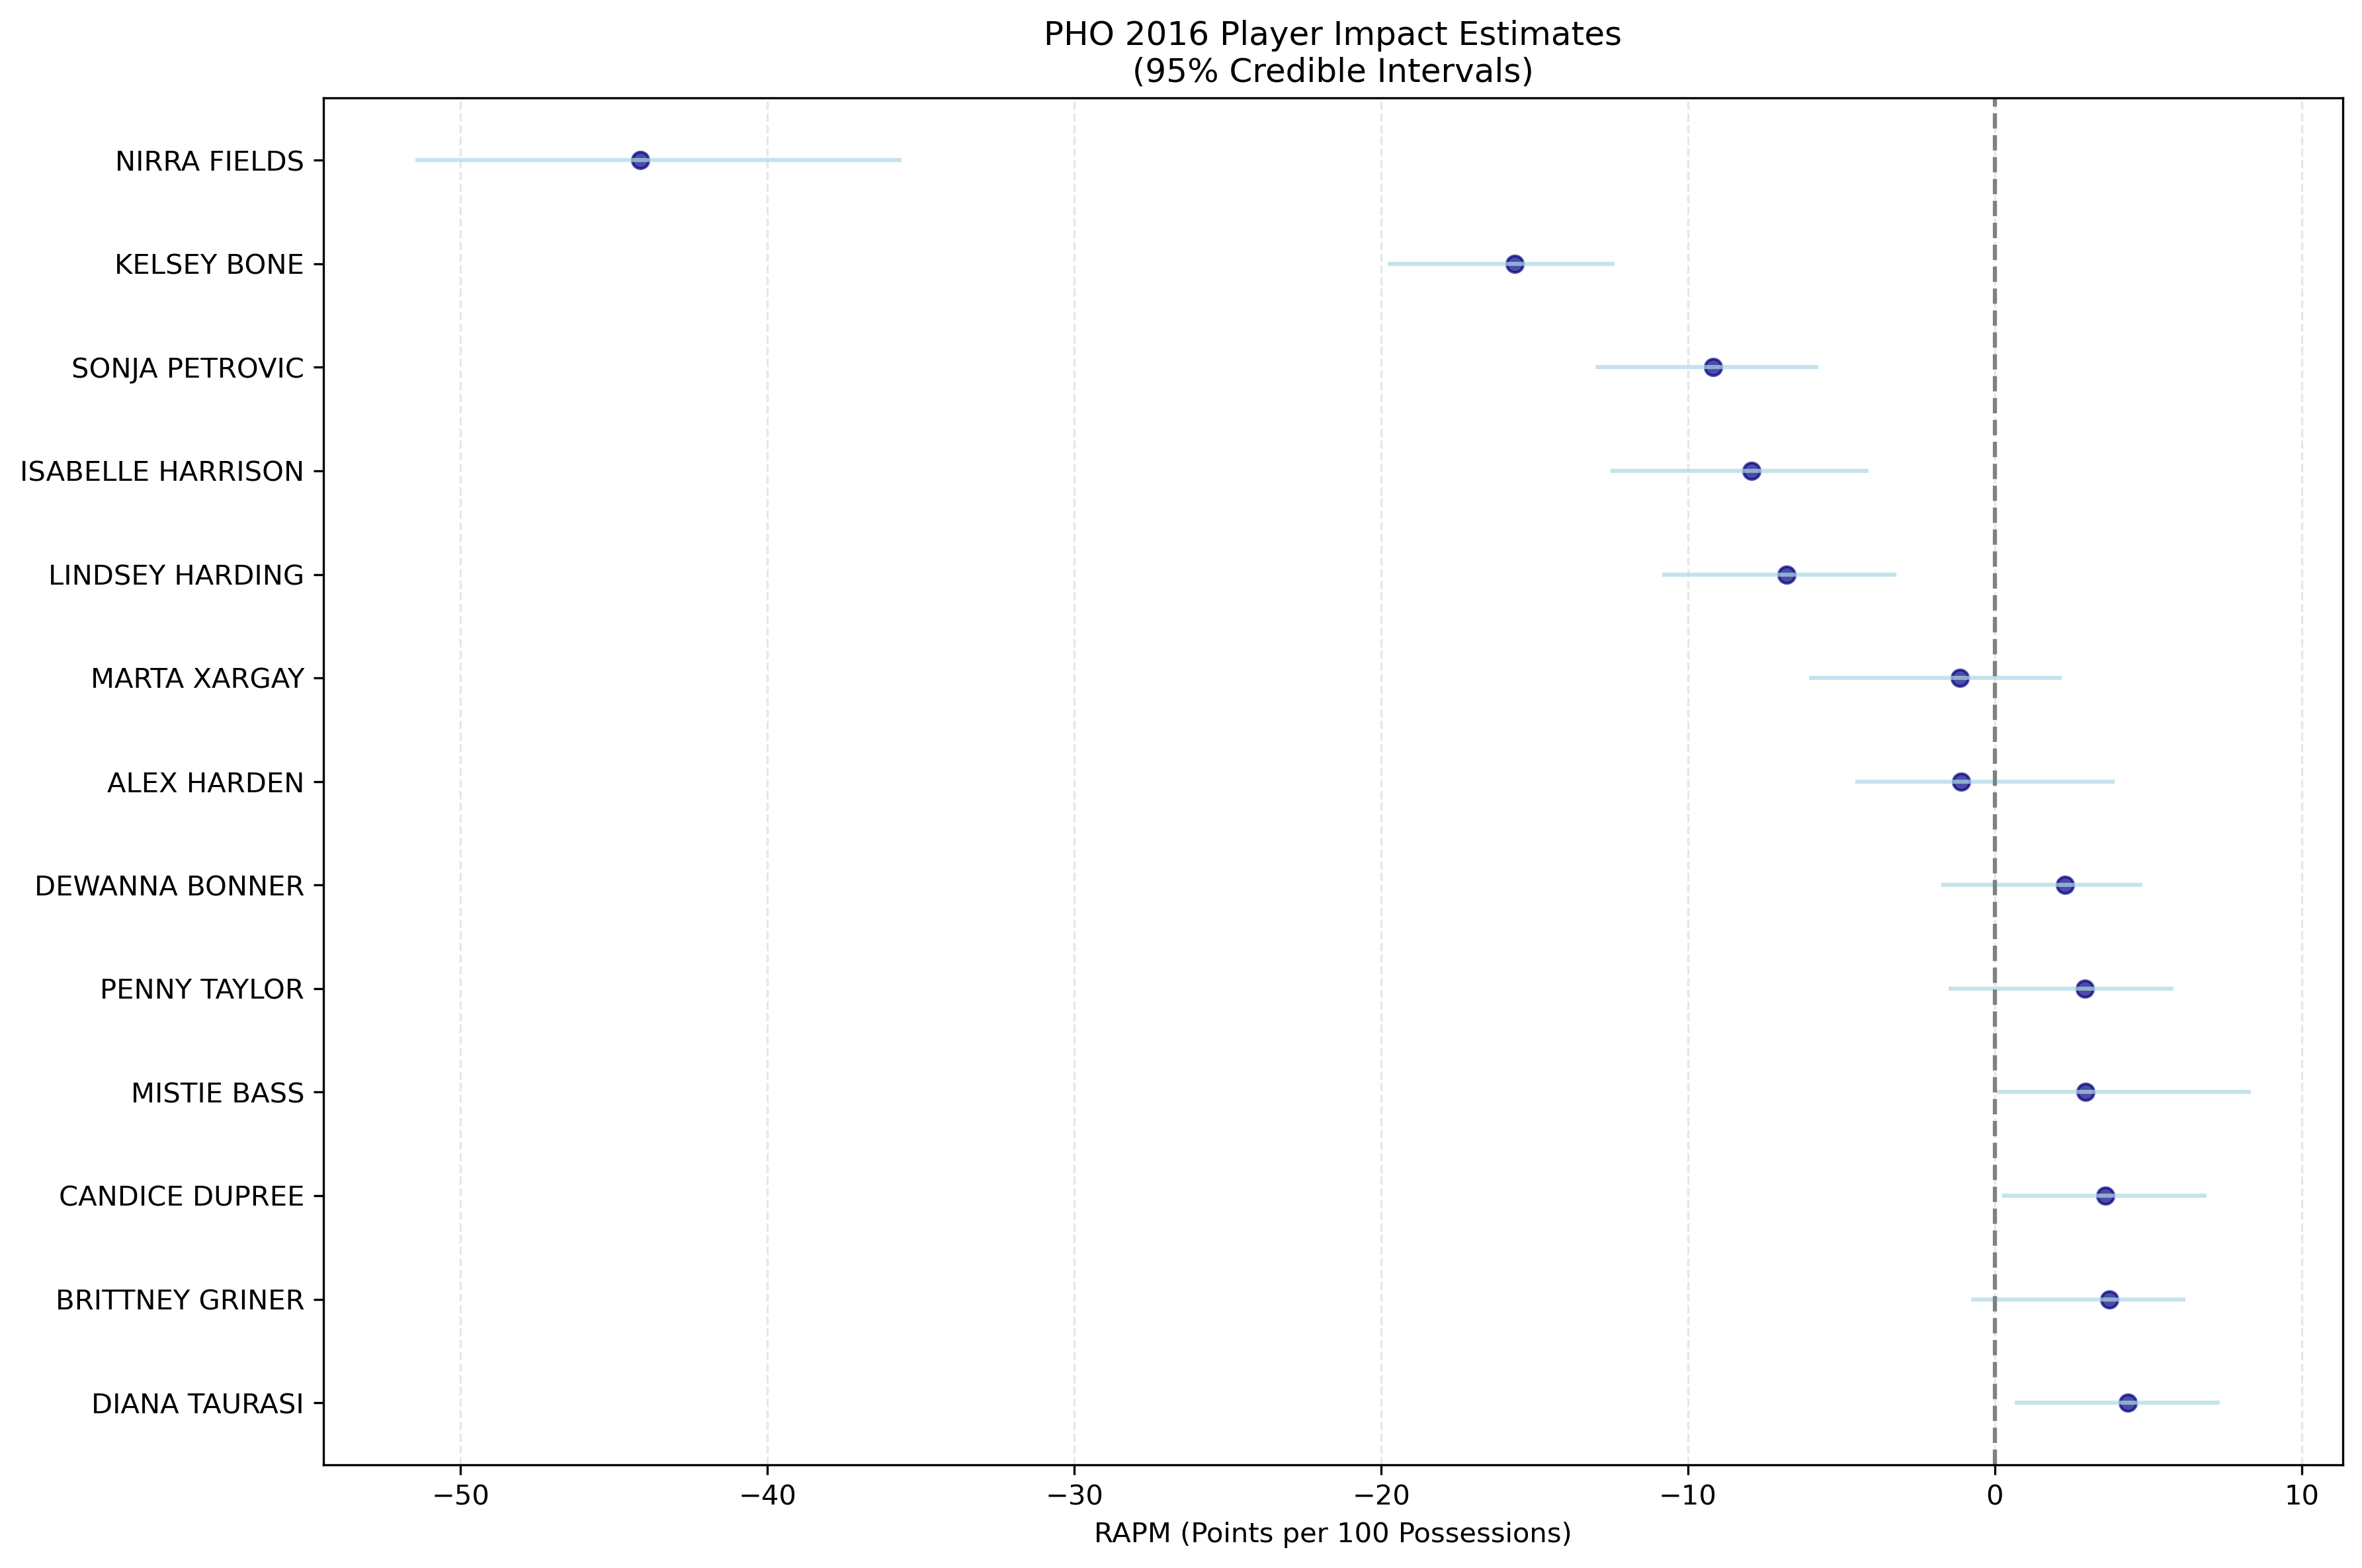 PHO 2016 Player Impact Estimates
(95% Credible Intervals)
NIRRA FIELDS
KELSEY BONE
SONJA PETROVIC
ISABELLE HARRISON
LINDSEY HARDING
MARTA XARGAY
ALEX HARDEN
DEWANNA BONNER
PENNY TAYLOR
MISTIE BASS
CANDICE DUPREE
BRITTNEY GRINER
DIANA TAURASI
−50 −40 −30 −20 −10 0 10
RAPM (Points per 100 Possessions)